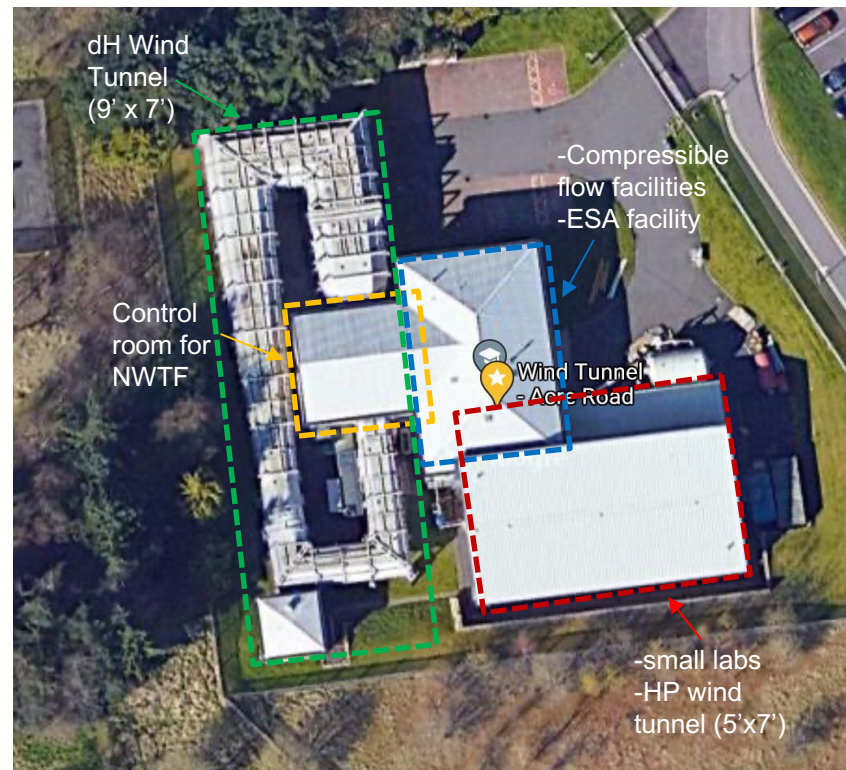 dH Wind
Tunnel
(9’ x 7’)
-Compressible
flow facilities
-ESA facility
Control
room for
NWTF
Wind Tunnel
- Acre Road
-small labs
-HP wind
tunnel (5’x7’)